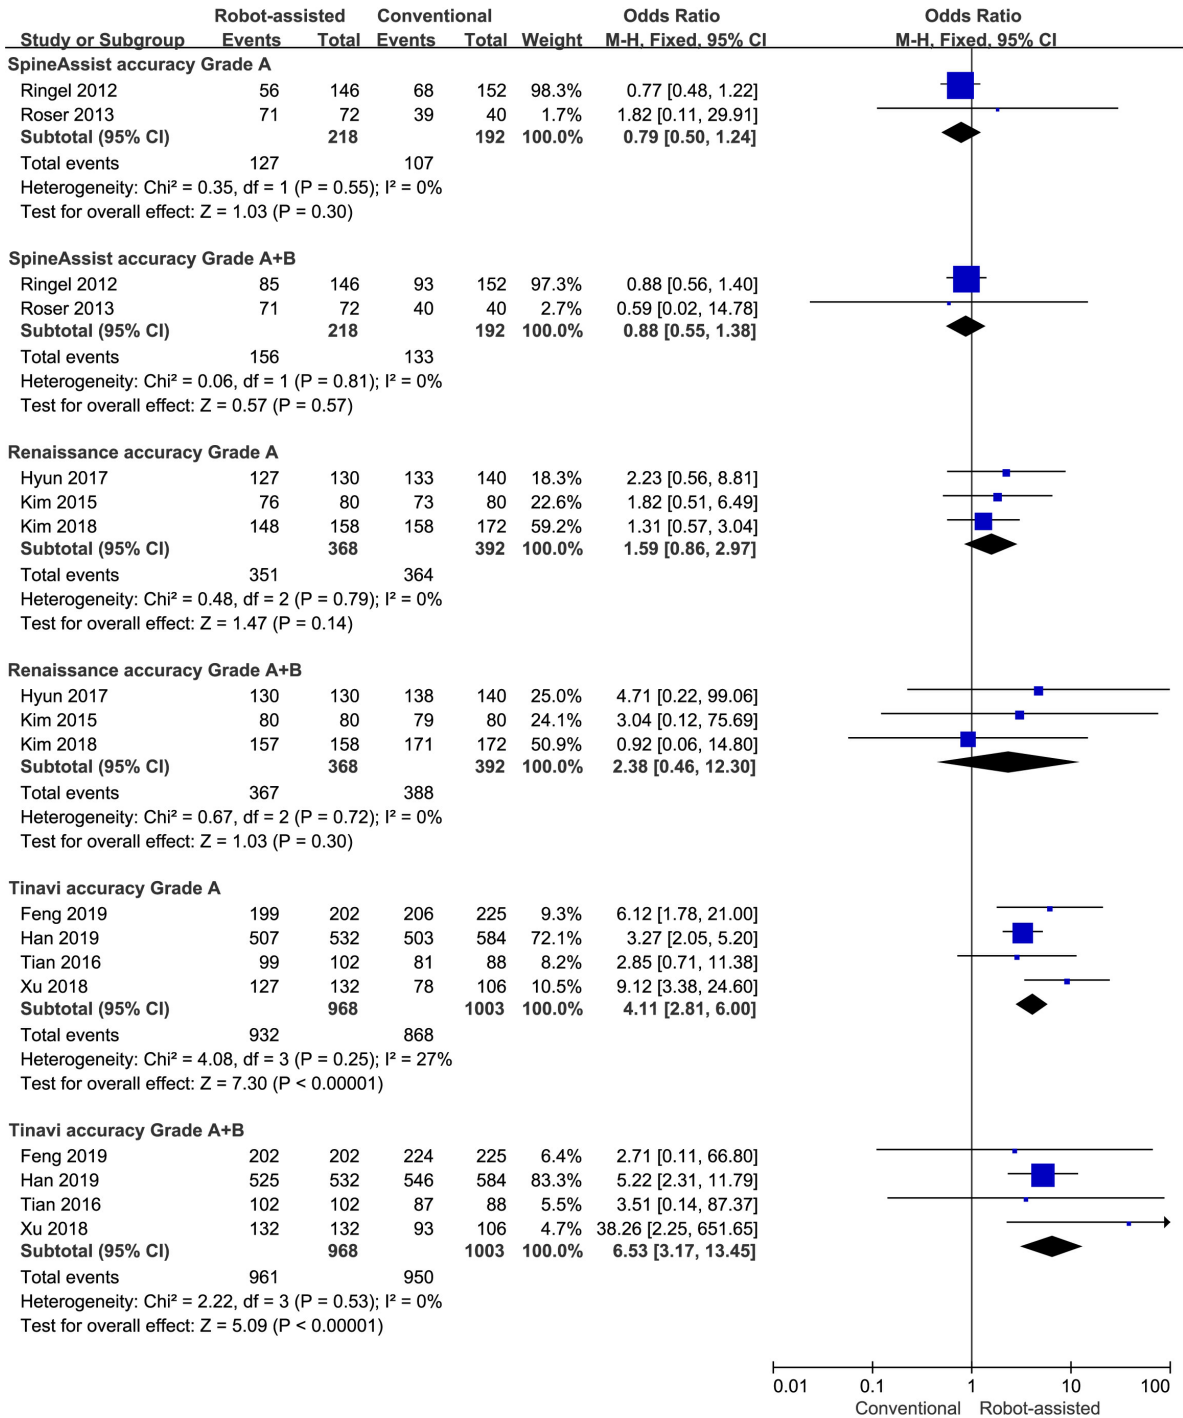 Robot-assisted Conventional Odds Ratio Odds Ratio
Study or Subgroup Events Total Events Total Weight M-H, Fixed, 95% CI M-H, Fixed, 95% CI
SpineAssist accuracy Grade A
Ringel 2012 56 146 68 152 98.3% 0.77 [0.48, 1.22]
Roser 2013 71 72 39 40 1.7% 1.82 [0.11, 29.91]
Subtotal (95% CI) 218 192 100.0% 0.79 [0.50, 1.24]
Total events 127 107
Heterogeneity: Chi² = 0.35, df = 1 (P = 0.55); I² = 0%
Test for overall effect: Z = 1.03 (P = 0.30)
SpineAssist accuracy Grade A+B
Ringel 2012 85 146 93 152 97.3% 0.88 [0.56, 1.40]
Roser 2013 71 72 40 40 2.7% 0.59 [0.02, 14.78]
Subtotal (95% CI) 218 192 100.0% 0.88 [0.55, 1.38]
Total events 156 133
Heterogeneity: Chi² = 0.06, df = 1 (P = 0.81); I² = 0%
Test for overall effect: Z = 0.57 (P = 0.57)
Renaissance accuracy Grade A
Hyun 2017 127 130 133 140 18.3% 2.23 [0.56, 8.81]
Kim 2015 76 80 73 80 22.6% 1.82 [0.51, 6.49]
Kim 2018 148 158 158 172 59.2% 1.31 [0.57, 3.04]
Subtotal (95% CI) 368 392 100.0% 1.59 [0.86, 2.97]
Total events 351 364
Heterogeneity: Chi² = 0.48, df = 2 (P = 0.79); I² = 0%
Test for overall effect: Z = 1.47 (P = 0.14)
Renaissance accuracy Grade A+B
Hyun 2017 130 130 138 140 25.0% 4.71 [0.22, 99.06]
Kim 2015 80 80 79 80 24.1% 3.04 [0.12, 75.69]
Kim 2018 157 158 171 172 50.9% 0.92 [0.06, 14.80]
Subtotal (95% CI) 368 392 100.0% 2.38 [0.46, 12.30]
Total events 367 388
Heterogeneity: Chi² = 0.67, df = 2 (P = 0.72); I² = 0%
Test for overall effect: Z = 1.03 (P = 0.30)
Tinavi accuracy Grade A
Feng 2019 199 202 206 225 9.3% 6.12 [1.78, 21.00]
Han 2019 507 532 503 584 72.1% 3.27 [2.05, 5.20]
Tian 2016 99 102 81 88 8.2% 2.85 [0.71, 11.38]
Xu 2018 127 132 78 106 10.5% 9.12 [3.38, 24.60]
Subtotal (95% CI) 968 1003 100.0% 4.11 [2.81, 6.00]
Total events 932 868
Heterogeneity: Chi² = 4.08, df = 3 (P = 0.25); I² = 27%
Test for overall effect: Z = 7.30 (P < 0.00001)
Tinavi accuracy Grade A+B
Feng 2019 202 202 224 225 6.4% 2.71 [0.11, 66.80]
Han 2019 525 532 546 584 83.3% 5.22 [2.31, 11.79]
Tian 2016 102 102 87 88 5.5% 3.51 [0.14, 87.37]
Xu 2018 132 132 93 106 4.7% 38.26 [2.25, 651.65]
Subtotal (95% CI) 968 1003 100.0% 6.53 [3.17, 13.45]
Total events 961 950
Heterogeneity: Chi² = 2.22, df = 3 (P = 0.53); I² = 0%
Test for overall effect: Z = 5.09 (P < 0.00001)
0.01 0.1 1 10 100
Conventional Robot-assisted